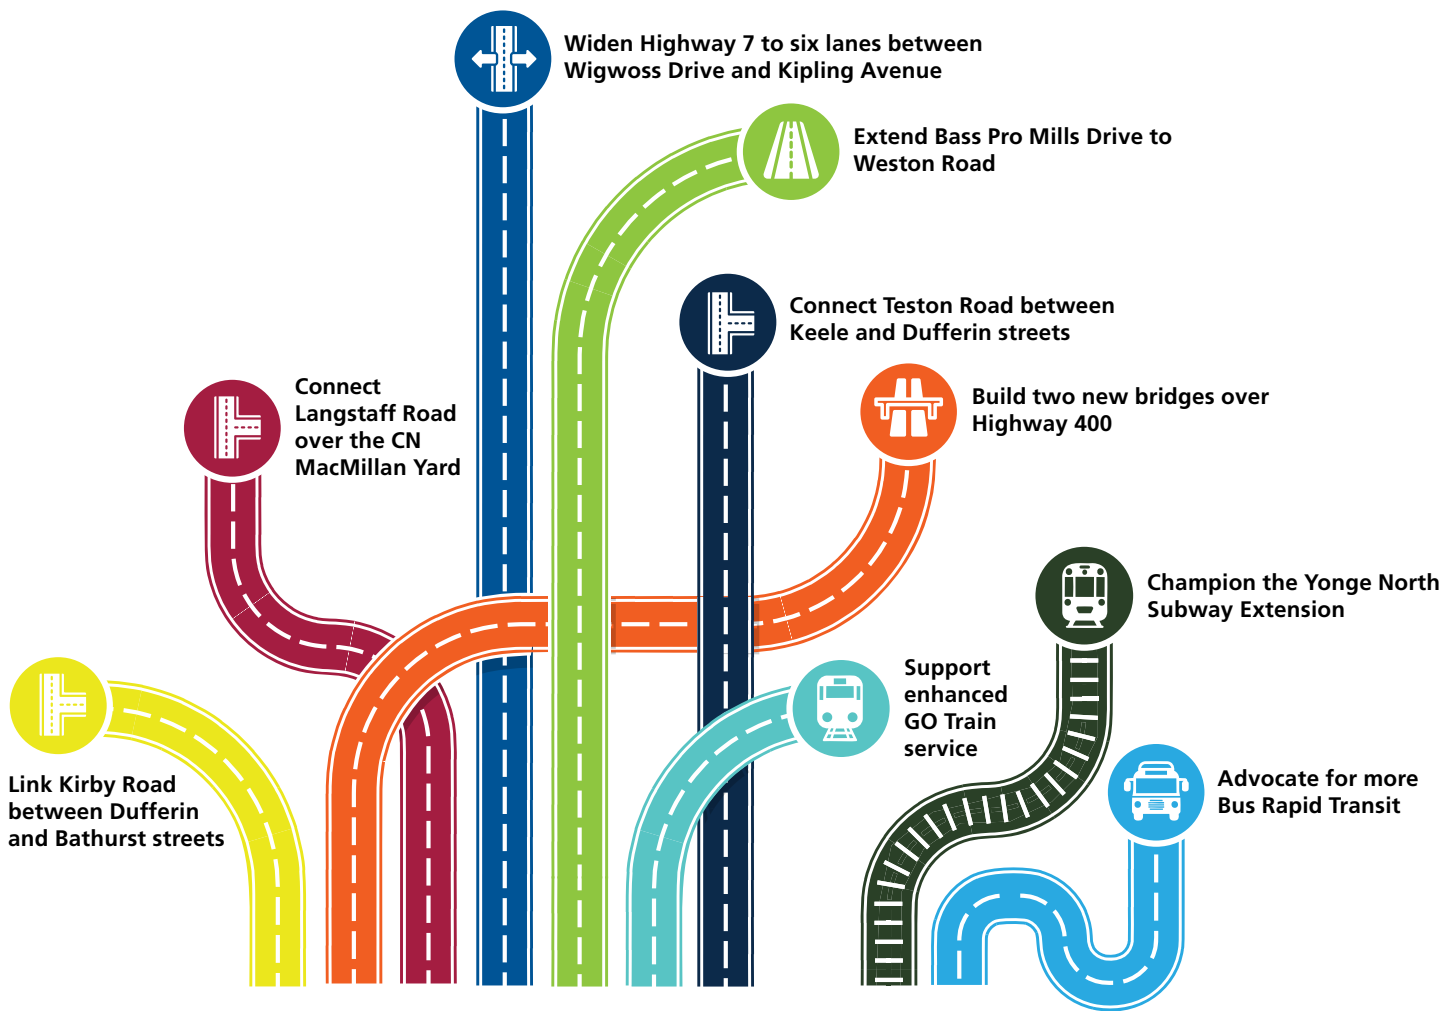 Widen Highway 7 to six lanes between
Wigwoss Drive and Kipling Avenue
Extend Bass Pro Mills Drive to
Weston Road
Connect Teston Road between
Keele and Dufferin streets
Connect
Langstaff Road
over the CN
MacMillan Yard
Build two new bridges over
Highway 400
Champion the Yonge North
Subway Extension
Support
enhanced
GO Train
service
Link Kirby Road
between Dufferin
and Bathurst streets
Advocate for more
Bus Rapid Transit